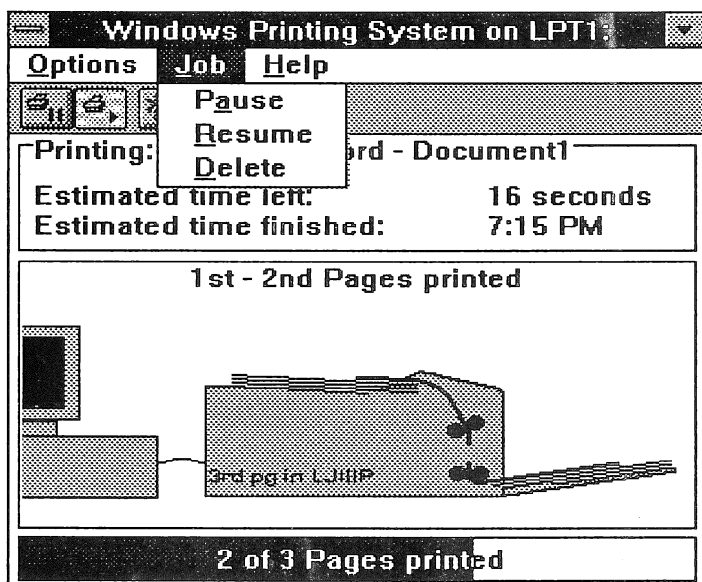 Windows Printing System on LPT1:
Options Job Help
Pause
Resume
Delete
Printing: ord - Document1
Estimated time left: 16 seconds
Estimated time finished: 7:15 PM
1st - 2nd Pages printed
3rd pg in LJIIIP
2 of 3 Pages printed